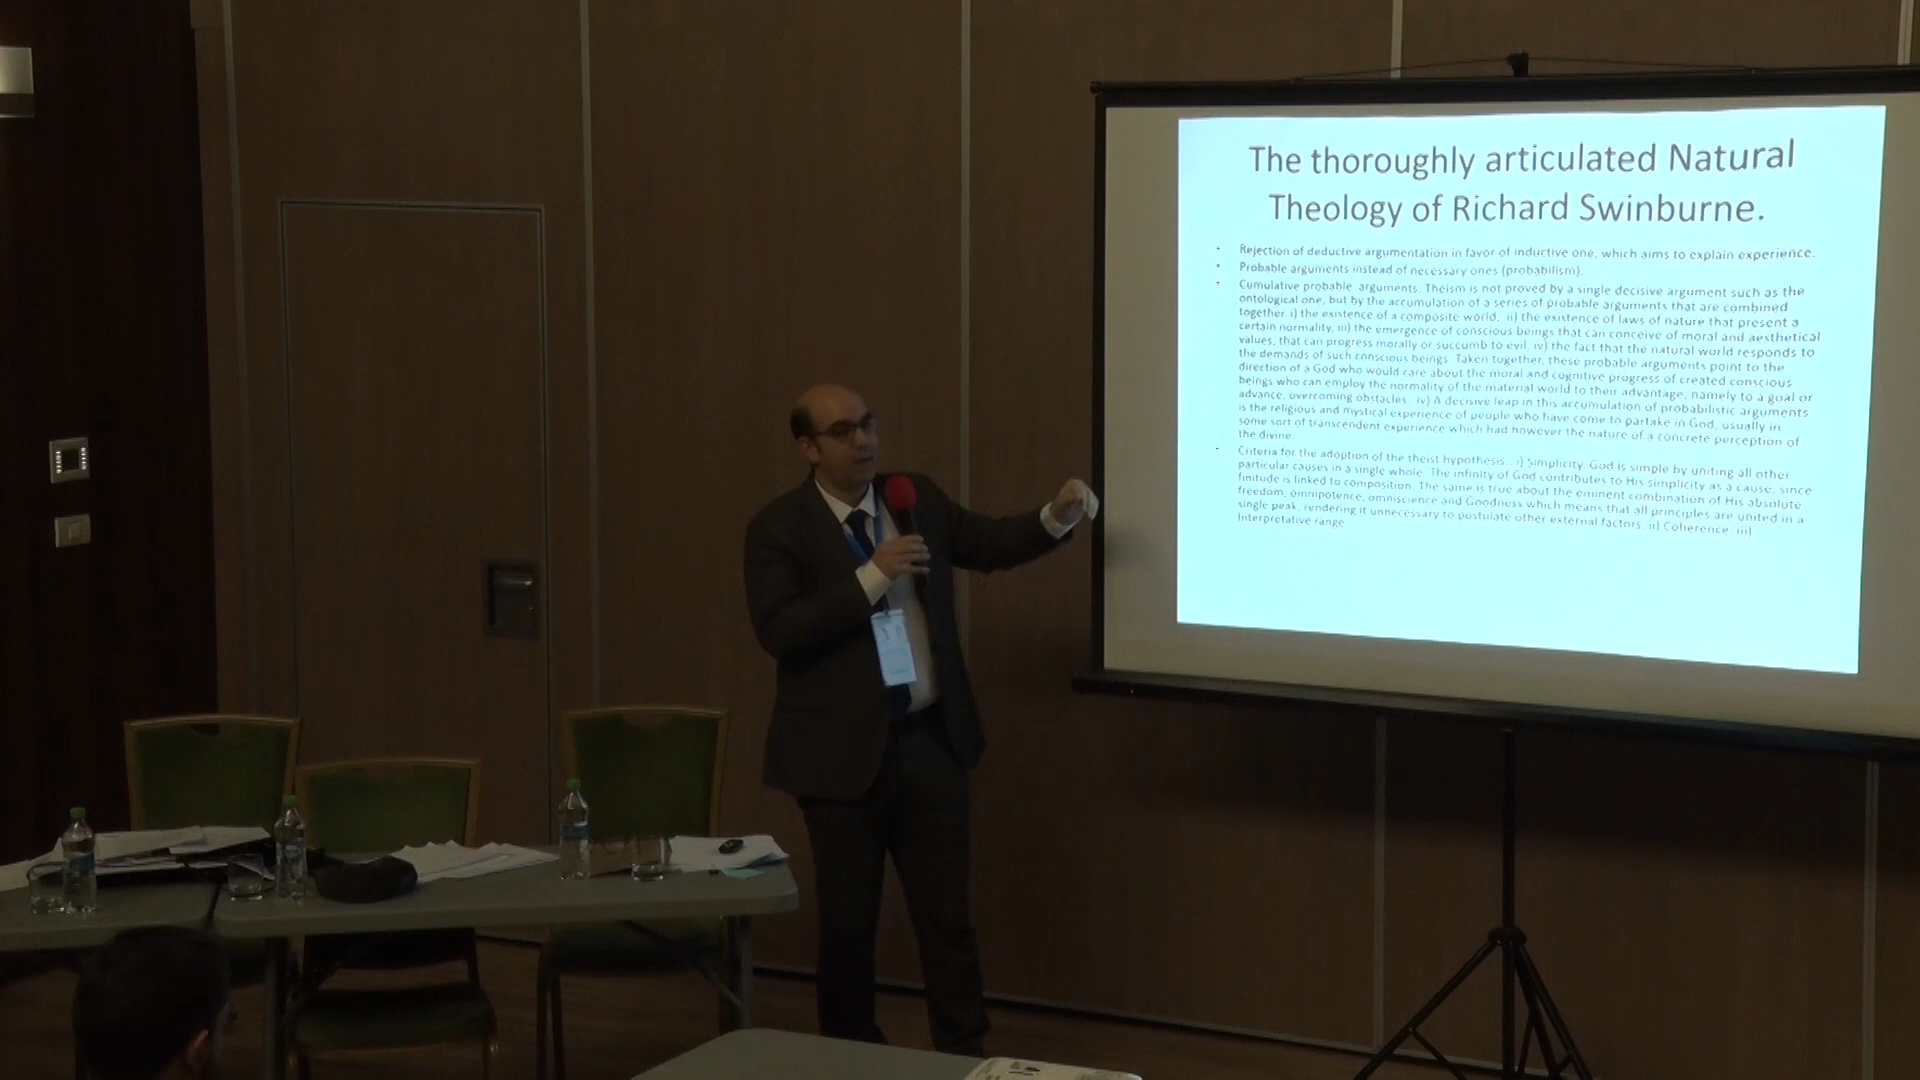 The thoroughly articulated Natural
Theology of Richard Swinburne.
- Rejection of deductive argumentation in favor of inductive one, which aims to explain experience.
- Probable arguments instead of necessary ones (probabilism).
- Cumulative probable arguments. Theism is not proved by a single decisive argument such as the
ontological one, but by the accumulation of a series of probable arguments that are combined
together. i) the existence of a composite world, ii) the existence of laws of nature that present a
certain normality, iii) the emergence of conscious beings that can conceive of moral and aesthetical
values, that can progress morally or succumb to evil, iv) the fact that the natural world responds to
the demands of such conscious beings. Taken together, these probable arguments point to the
direction of a God who would care about the moral and cognitive progress of created conscious
beings who can employ the normality of the material world to their advantage, namely to a goal or
advance, overcoming obstacles. iv) A decisive leap in this accumulation of probabilistic arguments
is the religious and mystical experience of people who have come to partake in God, usually in
some sort of transcendent experience which had however the nature of a concrete perception of
the divine.
- Criteria for the adoption of the theist hypothesis.. i) Simplicity. God is simple by uniting all other
particular causes in a single whole. The infinity of God contributes to His simplicity as a cause, since
finitude is linked to composition. The same is true about the eminent combination of His absolute
freedom, omnipotence, omniscience and Goodness which means that all principles are united in a
single peak, rendering it unnecessary to postulate other external factors. ii) Coherence. iii)
Interpretative range